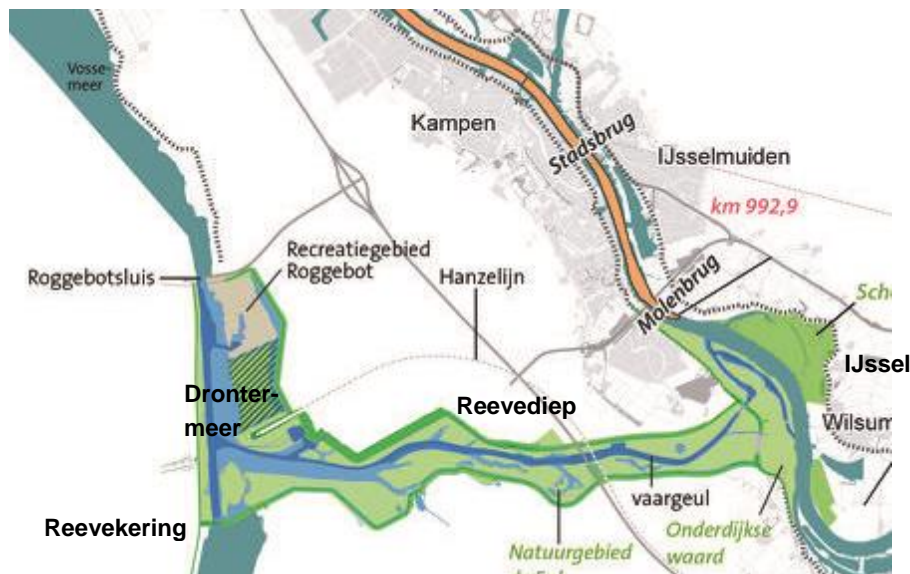 Vosse-
meer
Kampen
Stadsbrug
IJsselmuiden
km 992,9
Recreatiegebied
Roggebot
Roggebotsluis
Hanzelijn
Molenbrug
IJssel
Dronter-
meer
Reevediep
Wilsum
vaargeul
Reevekering
Onderdijkse
waard
Natuurgebied